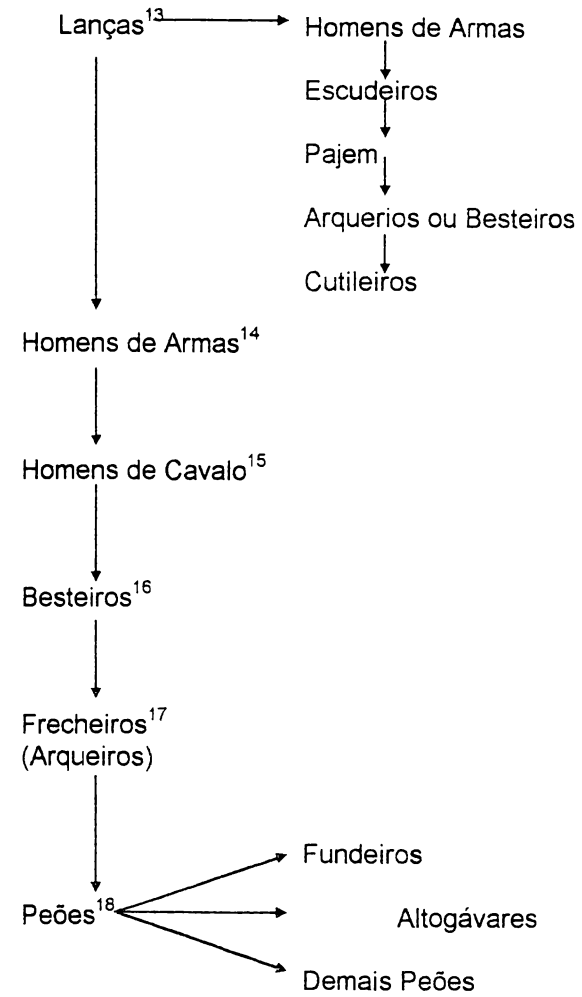 Lanças13
Homens de Armas
Escudeiros
Pajem
Arquerios ou Besteiros
Cutileiros
Homens de Armas14
Homens de Cavalo15
Besteiros16
Frecheiros17
(Arqueiros)
Peões18
Fundeiros
Altogávares
Demais Peões